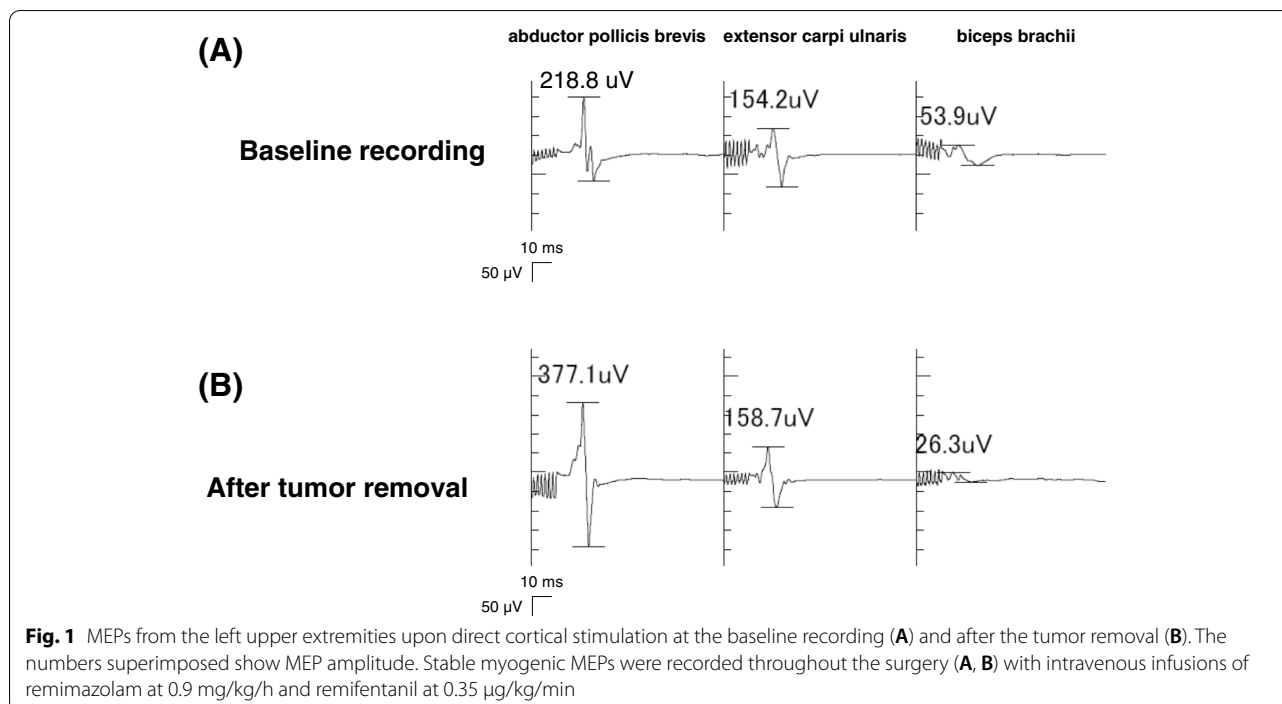 (A)
abductor pollicis brevis extensor carpi ulnaris biceps brachii
218.8 uV
154.2uV
53.9uV
Baseline recording
10 ms
50 µV
(B)
377.1uV
158.7uV
26.3uV
After tumor removal
10 ms
50 µV
Fig. 1 MEPs from the left upper extremities upon direct cortical stimulation at the baseline recording (A) and after the tumor removal (B). The
numbers superimposed show MEP amplitude. Stable myogenic MEPs were recorded throughout the surgery (A, B) with intravenous infusions of
remimazolam at 0.9 mg/kg/h and remifentanil at 0.35 µg/kg/min